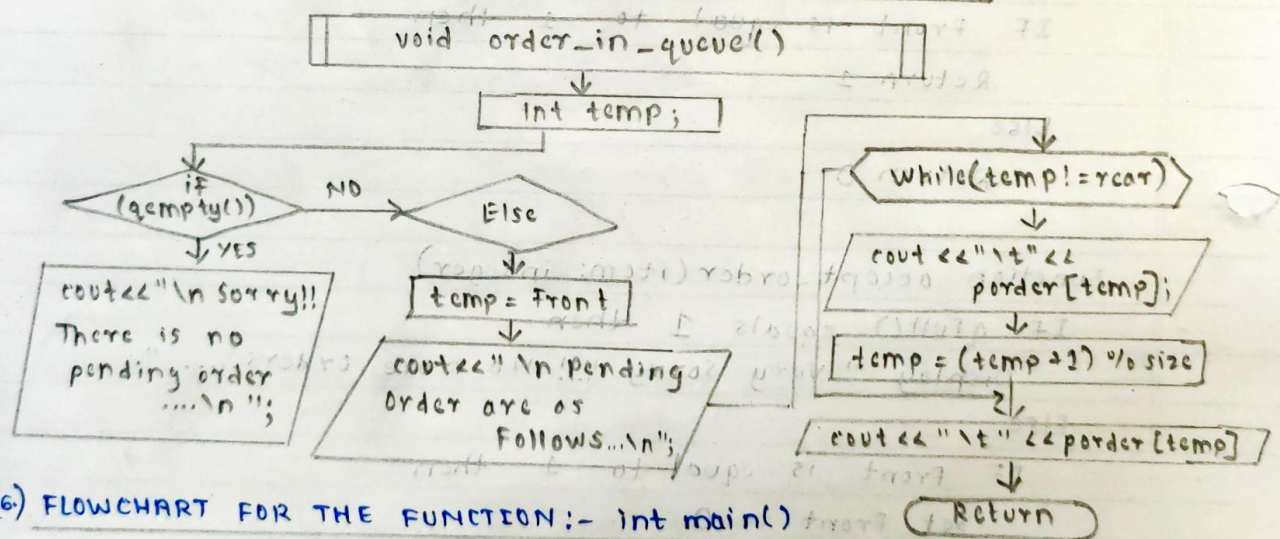 void order_in_queue()
int temp;
if
(qempty())
NO
YES
Else
cout<<"\n Sorry!!
There is no
pending order
....\n ";
temp = Front
cout<<" \n Pending
Order are as
Follows...\n";
while(temp!=rear)
cout <<"\t"<<
porder[temp];
temp = (temp +1) % size
cout << "\t" << porder [temp]
Return
6.) FLOWCHART FOR THE FUNCTION:- int main()